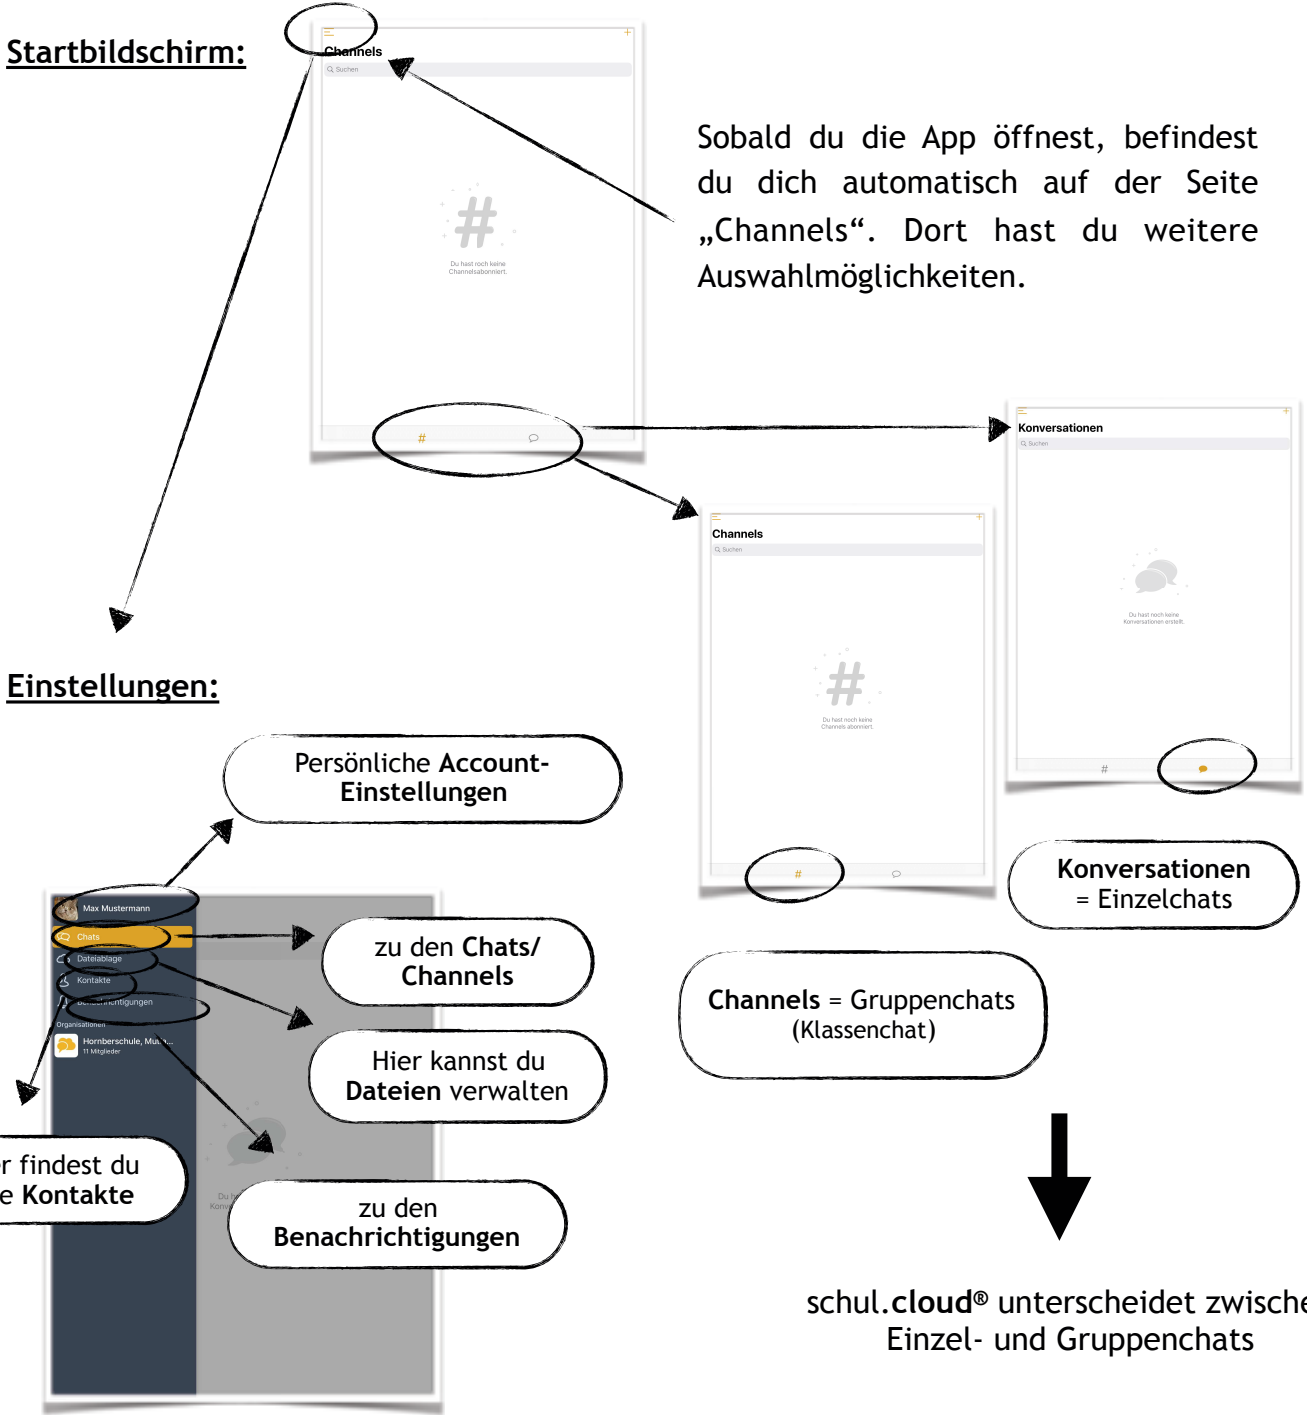 Startbildschirm:
Channels
Suchen
Du hast noch keine
Channelsabonniert.
#
Sobald du die App öffnest, befindest
du dich automatisch auf der Seite
„Channels“. Dort hast du weitere
Auswahlmöglichkeiten.
Konversationen
Suchen
Du hast noch keine
Konversationen erstellt.
#
Channels
Suchen
Du hast noch keine
Channels abonniert.
#
Konversationen
= Einzelchats
Channels = Gruppenchats
(Klassenchat)
schul.cloud® unterscheidet zwische
Einzel- und Gruppenchats
Einstellungen:
Persönliche Account-
Einstellungen
Max Mustermann
Chats
Dateiablage
Kontakte
Benachrichtigungen
Organisationen
Hornberschule, Mutla...
11 Mitglieder
zu den Chats/
Channels
Hier kannst du
Dateien verwalten
er findest du
e Kontakte
zu den
Benachrichtigungen